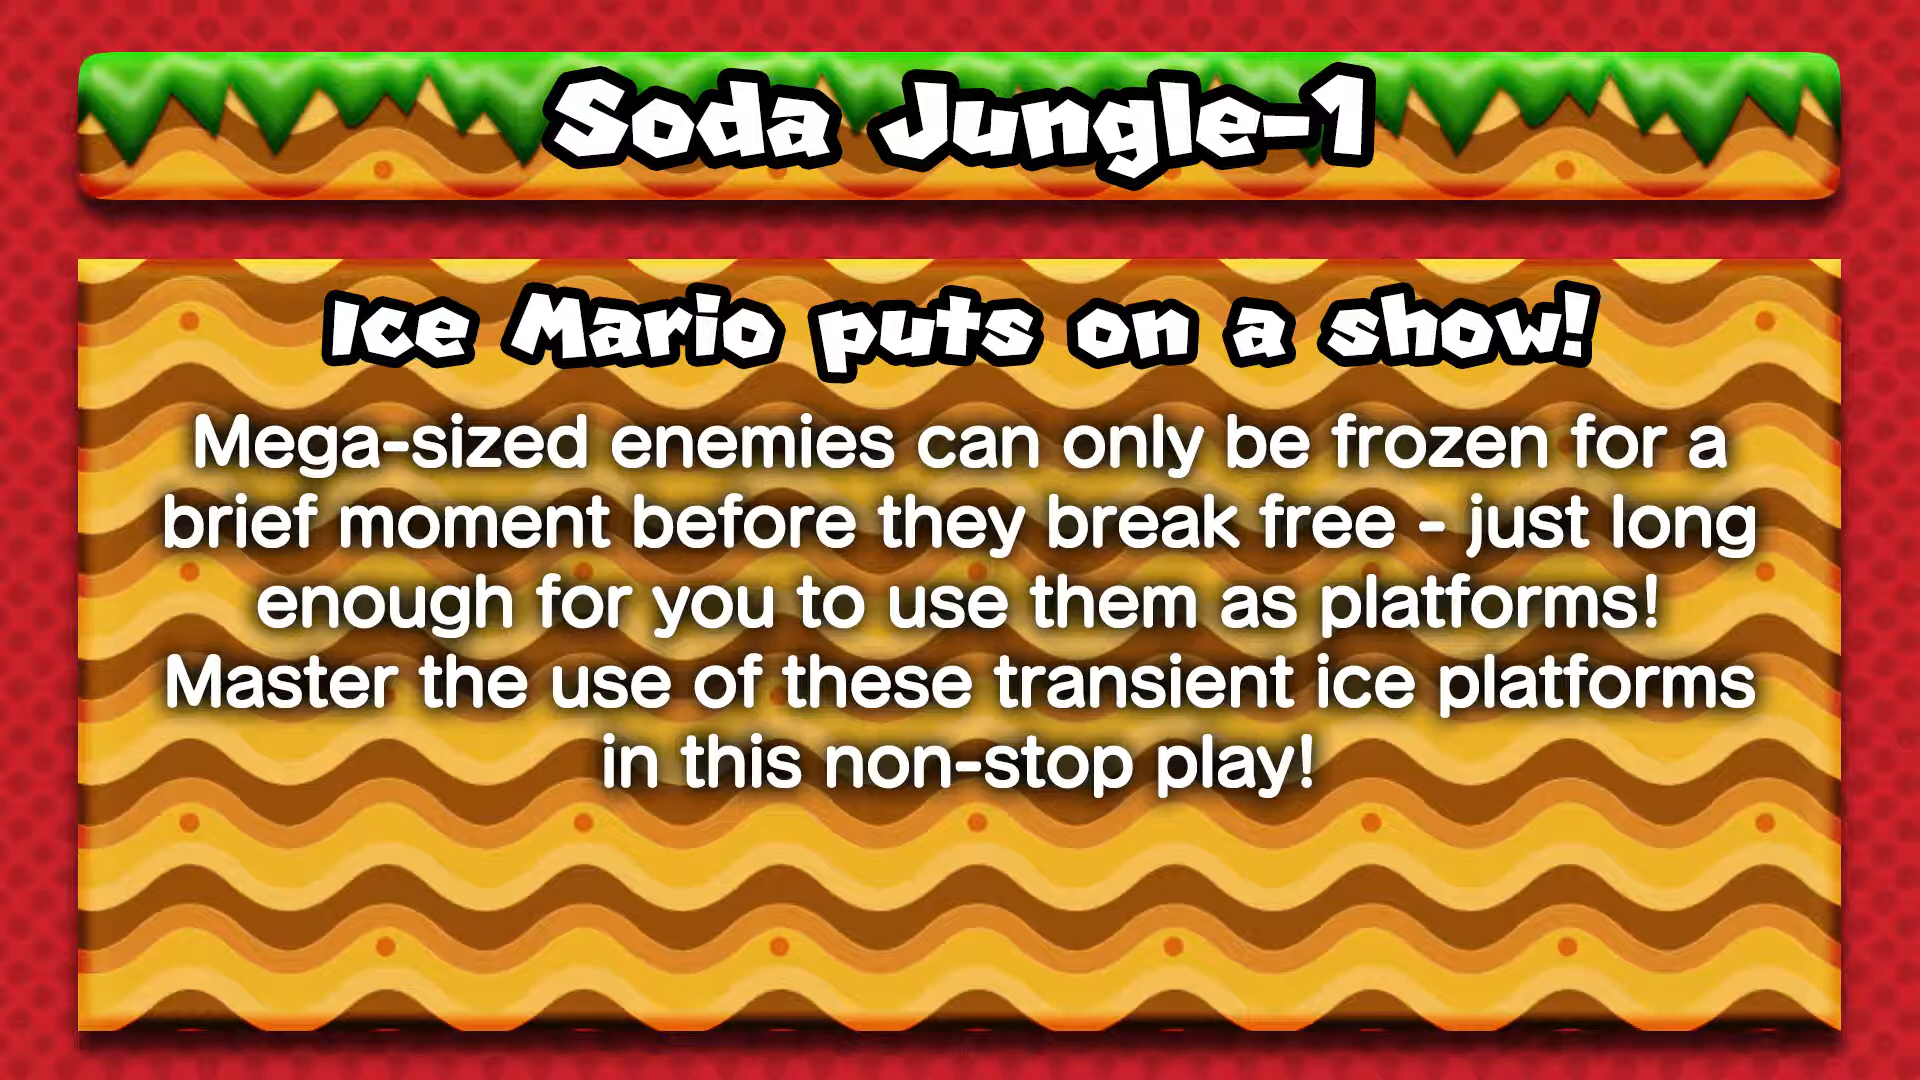 Soda Jungle-1
Ice Mario puts on a show!
Mega-sized enemies can only be frozen for a
brief moment before they break free - just long
enough for you to use them as platforms!
Master the use of these transient ice platforms
in this non-stop play!